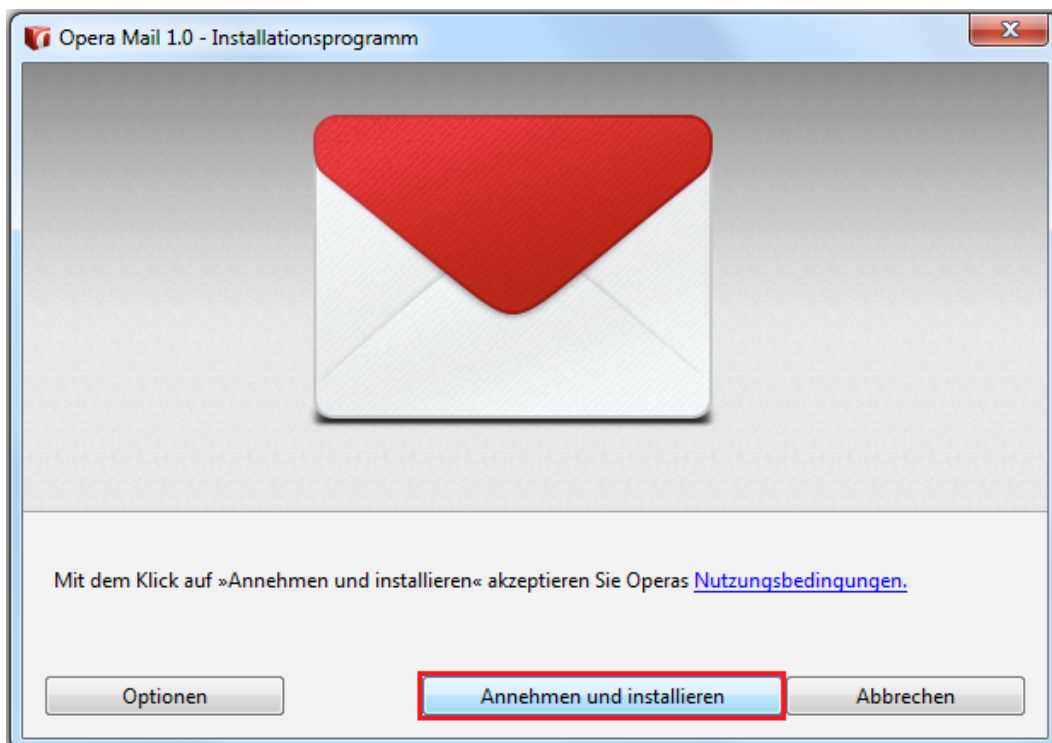 Opera Mail 1.0 - Installationsprogramm
Mit dem Klick auf »Annehmen und installieren« akzeptieren Sie Operas Nutzungsbedingungen.
Optionen
Annehmen und installieren
Abbrechen